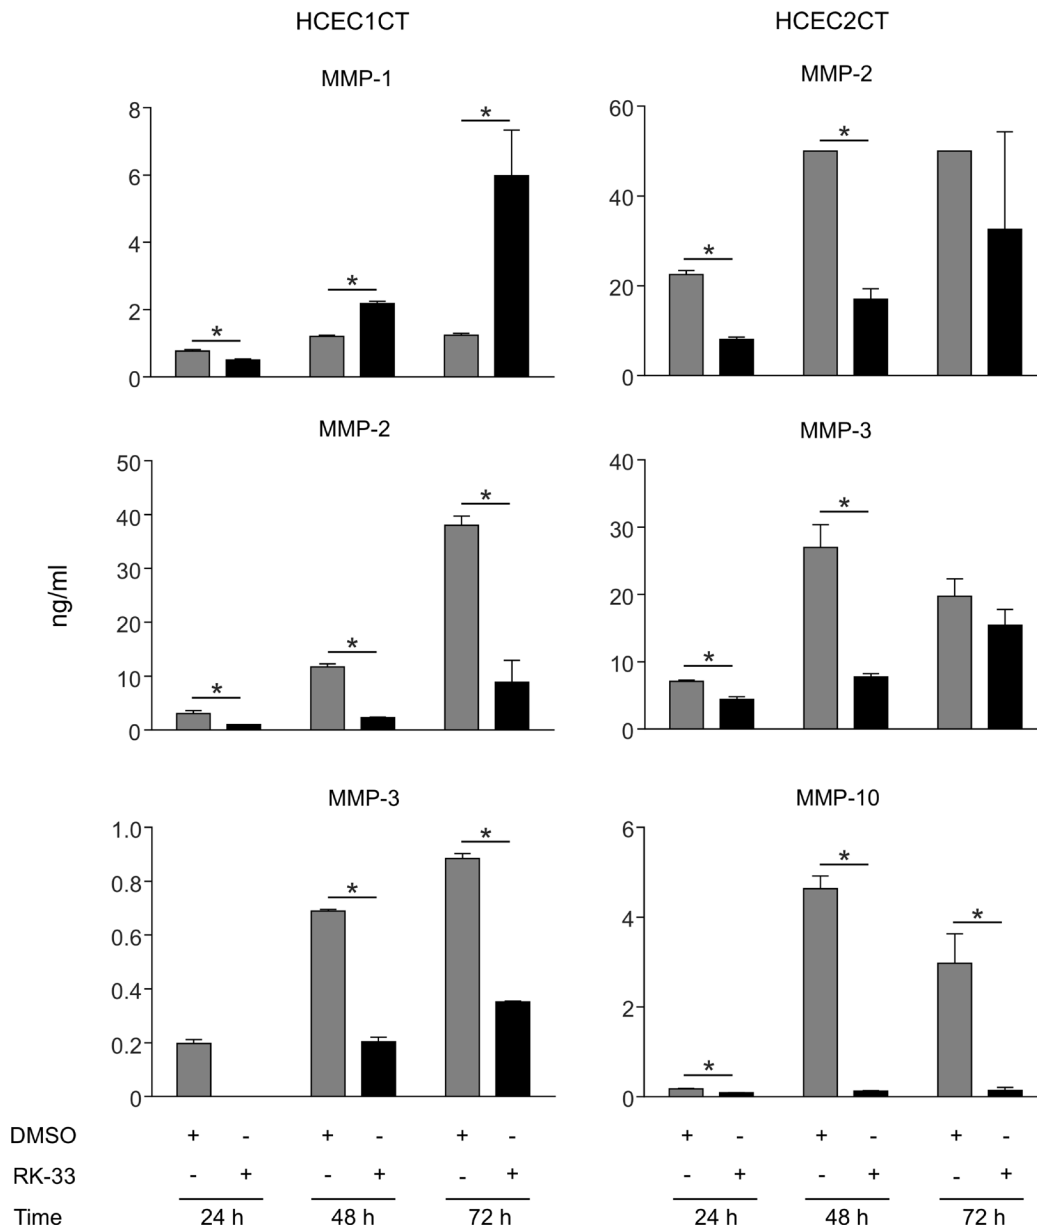 HCEC1CT HCEC2CT
MMP-1
8
6
4
2
0
* * *
MMP-2
60
40
20
0
* *
MMP-2
50
40
30
20
10
0
* * *
MMP-3
40
30
20
10
0
* *
ng/ml
MMP-3
1.0
0.8
0.6
0.4
0.2
0
* *
MMP-10
6
4
2
0
* * *
DMSO + - + - + - + - + - + -
RK-33 - + - + - + - + - + - +
Time 24 h 48 h 72 h 24 h 48 h 72 h